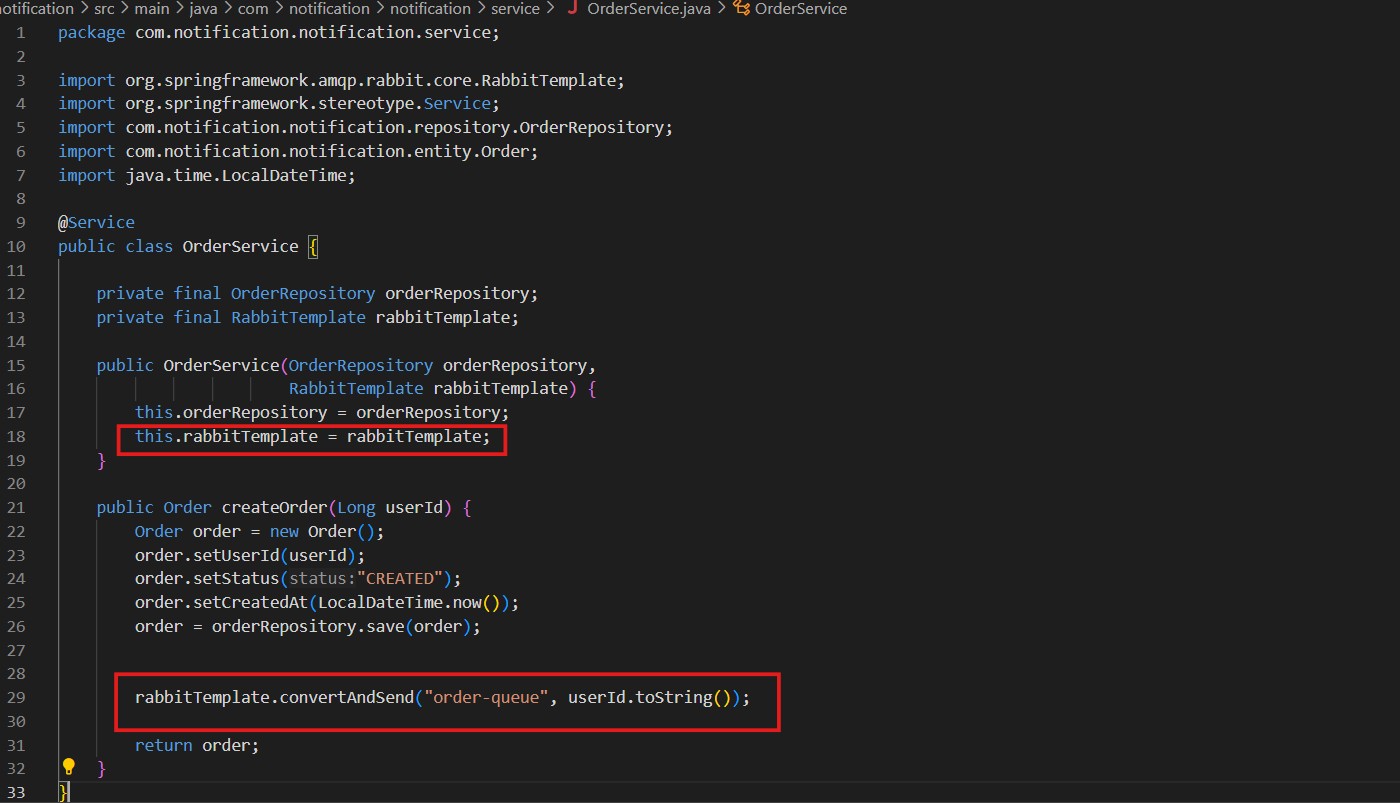 notification > src > main > java > com > notification > notification > service > J OrderService.java > OrderService
1 package com.notification.notification.service;
2
3 import org.springframework.amqp.rabbit.core.RabbitTemplate;
4 import org.springframework.stereotype.Service;
5 import com.notification.notification.repository.OrderRepository;
6 import com.notification.notification.entity.Order;
7 import java.time.LocalDateTime;
8
9 @Service
10 public class OrderService {
11
12 private final OrderRepository orderRepository;
13 private final RabbitTemplate rabbitTemplate;
14
15 public OrderService(OrderRepository orderRepository,
16 RabbitTemplate rabbitTemplate) {
17 this.orderRepository = orderRepository;
18 this.rabbitTemplate = rabbitTemplate;
19 }
20
21 public Order createOrder(Long userId) {
22 Order order = new Order();
23 order.setUserId(userId);
24 order.setStatus(status:"CREATED");
25 order.setCreatedAt(LocalDateTime.now());
26 order = orderRepository.save(order);
27
28
29 rabbitTemplate.convertAndSend("order-queue", userId.toString());
30
31 return order;
32 }
33 }